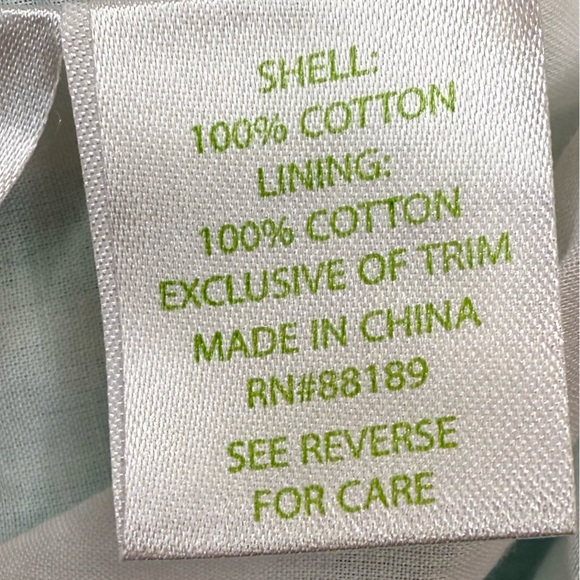 SHELL:
100% COTTON
LINING:
100% COTTON
EXCLUSIVE OF TRIM
MADE IN CHINA
RN#88189
SEE REVERSE
FOR CARE